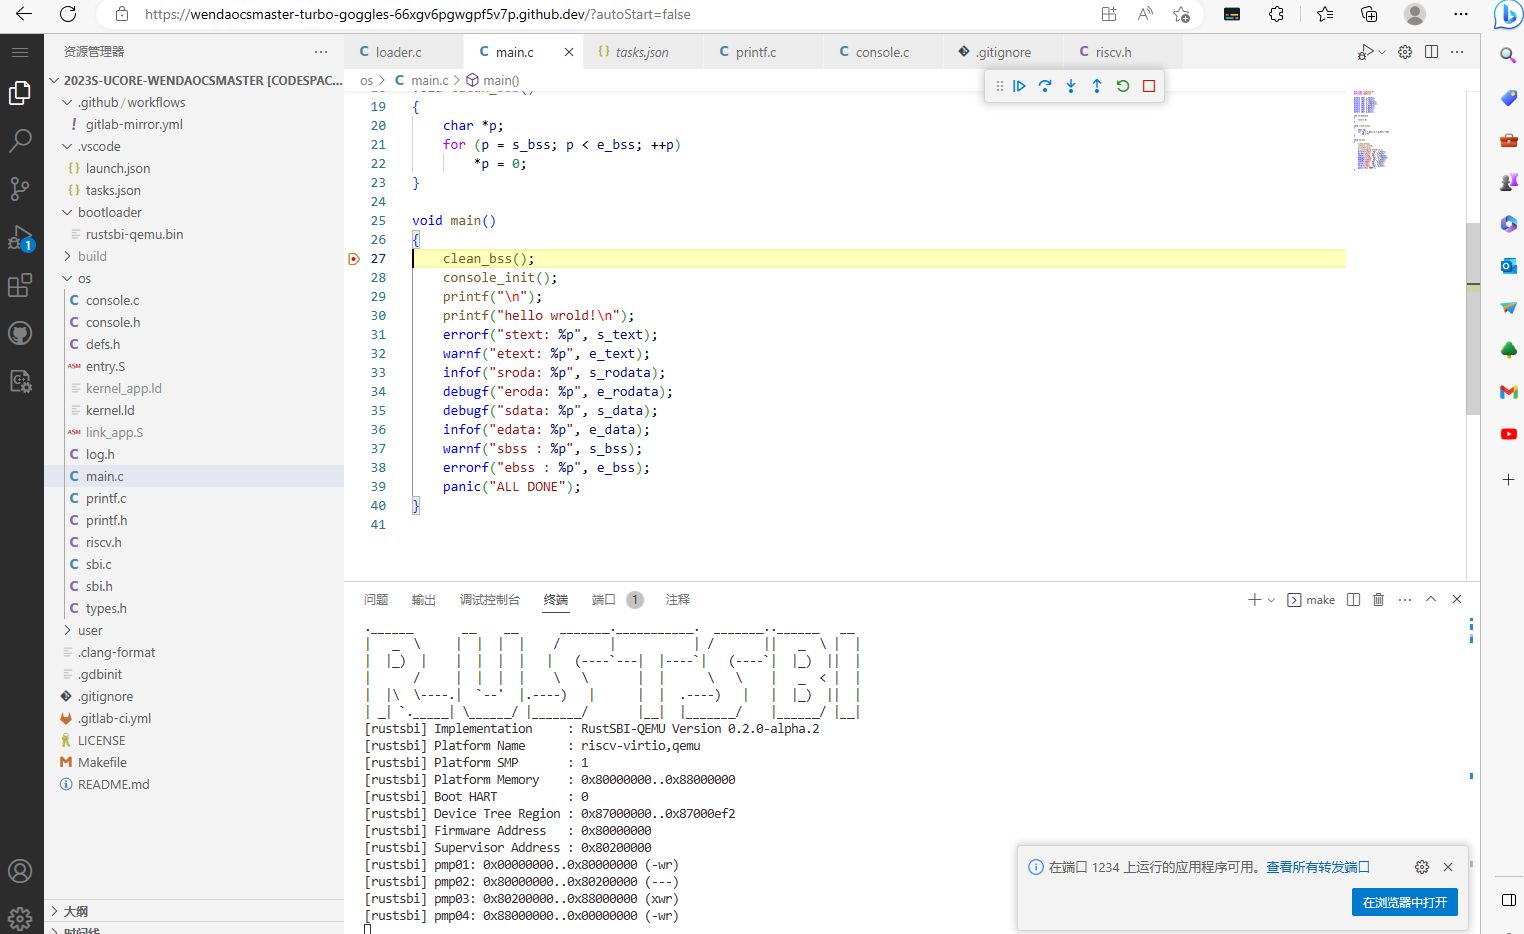 https://wendaocsmaster-turbo-goggles-66xgv6pgwgpf5v7p.github.dev/?autoStart=false
资源管理器
2023S-UCORE-WENDAOCSMASTER [CODESPAC...
.github / workflows
gitlab-mirror.yml
.vscode
launch.json
tasks.json
bootloader
rustsbi-qemu.bin
build
os
console.c
console.h
defs.h
entry.S
kernel_app.ld
kernel.ld
link_app.S
log.h
main.c
printf.c
printf.h
riscv.h
sbi.c
sbi.h
types.h
user
.clang-format
.gdbinit
.gitignore
.gitlab-ci.yml
LICENSE
Makefile
README.md
大纲
时间线
1
loader.c
main.c
tasks.json
printf.c
console.c
.gitignore
riscv.h
os > main.c > main()
19 {
20 char *p;
21 for (p = s_bss; p < e_bss; ++p)
22 *p = 0;
23 }
24
25 void main()
26 {
27 clean_bss();
28 console_init();
29 printf("\n");
30 printf("hello wrold!\n");
31 errorf("stext: %p", s_text);
32 warnf("etext: %p", e_text);
33 infof("sroda: %p", s_rodata);
34 debugf("eroda: %p", e_rodata);
35 debugf("sdata: %p", s_data);
36 infof("edata: %p", e_data);
37 warnf("sbss : %p", s_bss);
38 errorf("ebss : %p", e_bss);
39 panic("ALL DONE");
40 }
41
问题 输出 调试控制台 终端 端口 1 注释
make
RUSTSBI
[rustsbi] Implementation : RustSBI-QEMU Version 0.2.0-alpha.2
[rustsbi] Platform Name : riscv-virtio,qemu
[rustsbi] Platform SMP : 1
[rustsbi] Platform Memory : 0x80000000..0x88000000
[rustsbi] Boot HART : 0
[rustsbi] Device Tree Region : 0x87000000..0x87000ef2
[rustsbi] Firmware Address : 0x80000000
[rustsbi] Supervisor Address : 0x80200000
[rustsbi] pmp01: 0x00000000..0x80000000 (-wr)
[rustsbi] pmp02: 0x80000000..0x80200000 (---)
[rustsbi] pmp03: 0x80200000..0x88000000 (xwr)
[rustsbi] pmp04: 0x88000000..0x00000000 (-wr)
在端口 1234 上运行的应用程序可用。 查看所有转发端口
在浏览器中打开